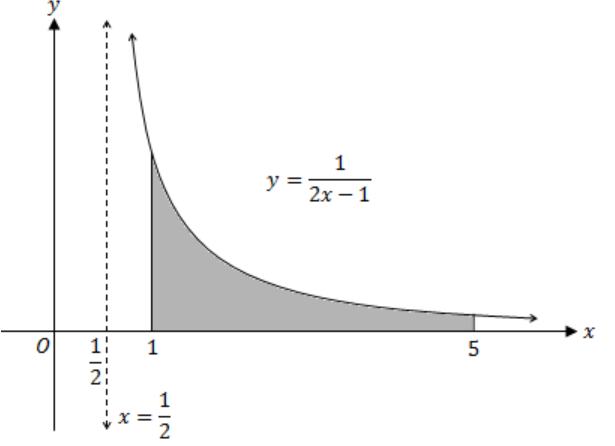 y
y = 1/(2x − 1)
O
1/2
1
5
x
x = 1/2